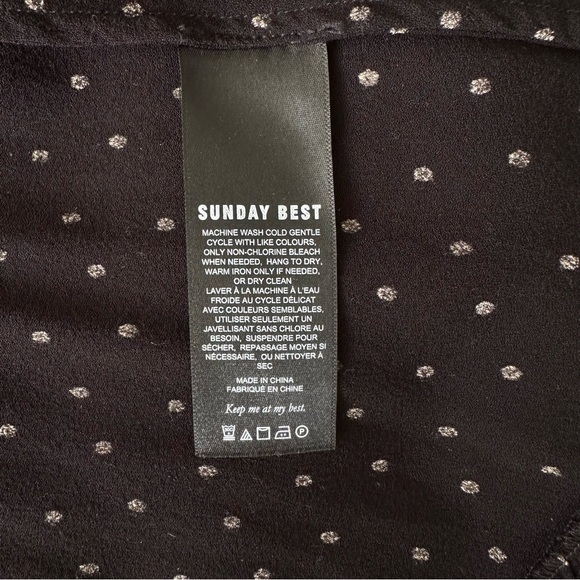 SUNDAY BEST
MACHINE WASH COLD GENTLE
CYCLE WITH LIKE COLOURS,
ONLY NON-CHLORINE BLEACH
WHEN NEEDED, HANG TO DRY,
WARM IRON ONLY IF NEEDED,
OR DRY CLEAN
LAVER À LA MACHINE À L'EAU
FROIDE AU CYCLE DÉLICAT
AVEC COULEURS SEMBLABLES,
UTILISER SEULEMENT UN
JAVELLISANT SANS CHLORE AU
BESOIN, SUSPENDRE POUR
SÉCHER, REPASSAGE MOYEN SI
NÉCESSAIRE, OU NETTOYER À
SEC
MADE IN CHINA
FABRIQUÉ EN CHINE
Keep me at my best.
P